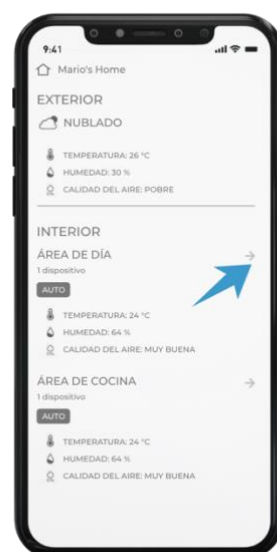 9:41
Mario's Home
EXTERIOR
NUBLADO
TEMPERATURA: 26 °C
HUMEDAD: 30 %
CALIDAD DEL AIRE: POBRE
INTERIOR
ÁREA DE DÍA
1 dispositivo
AUTO
TEMPERATURA: 24 °C
HUMEDAD: 64 %
CALIDAD DEL AIRE: MUY BUENA
ÁREA DE COCINA
1 dispositivo
AUTO
TEMPERATURA: 24 °C
HUMEDAD: 64 %
CALIDAD DEL AIRE: MUY BUENA